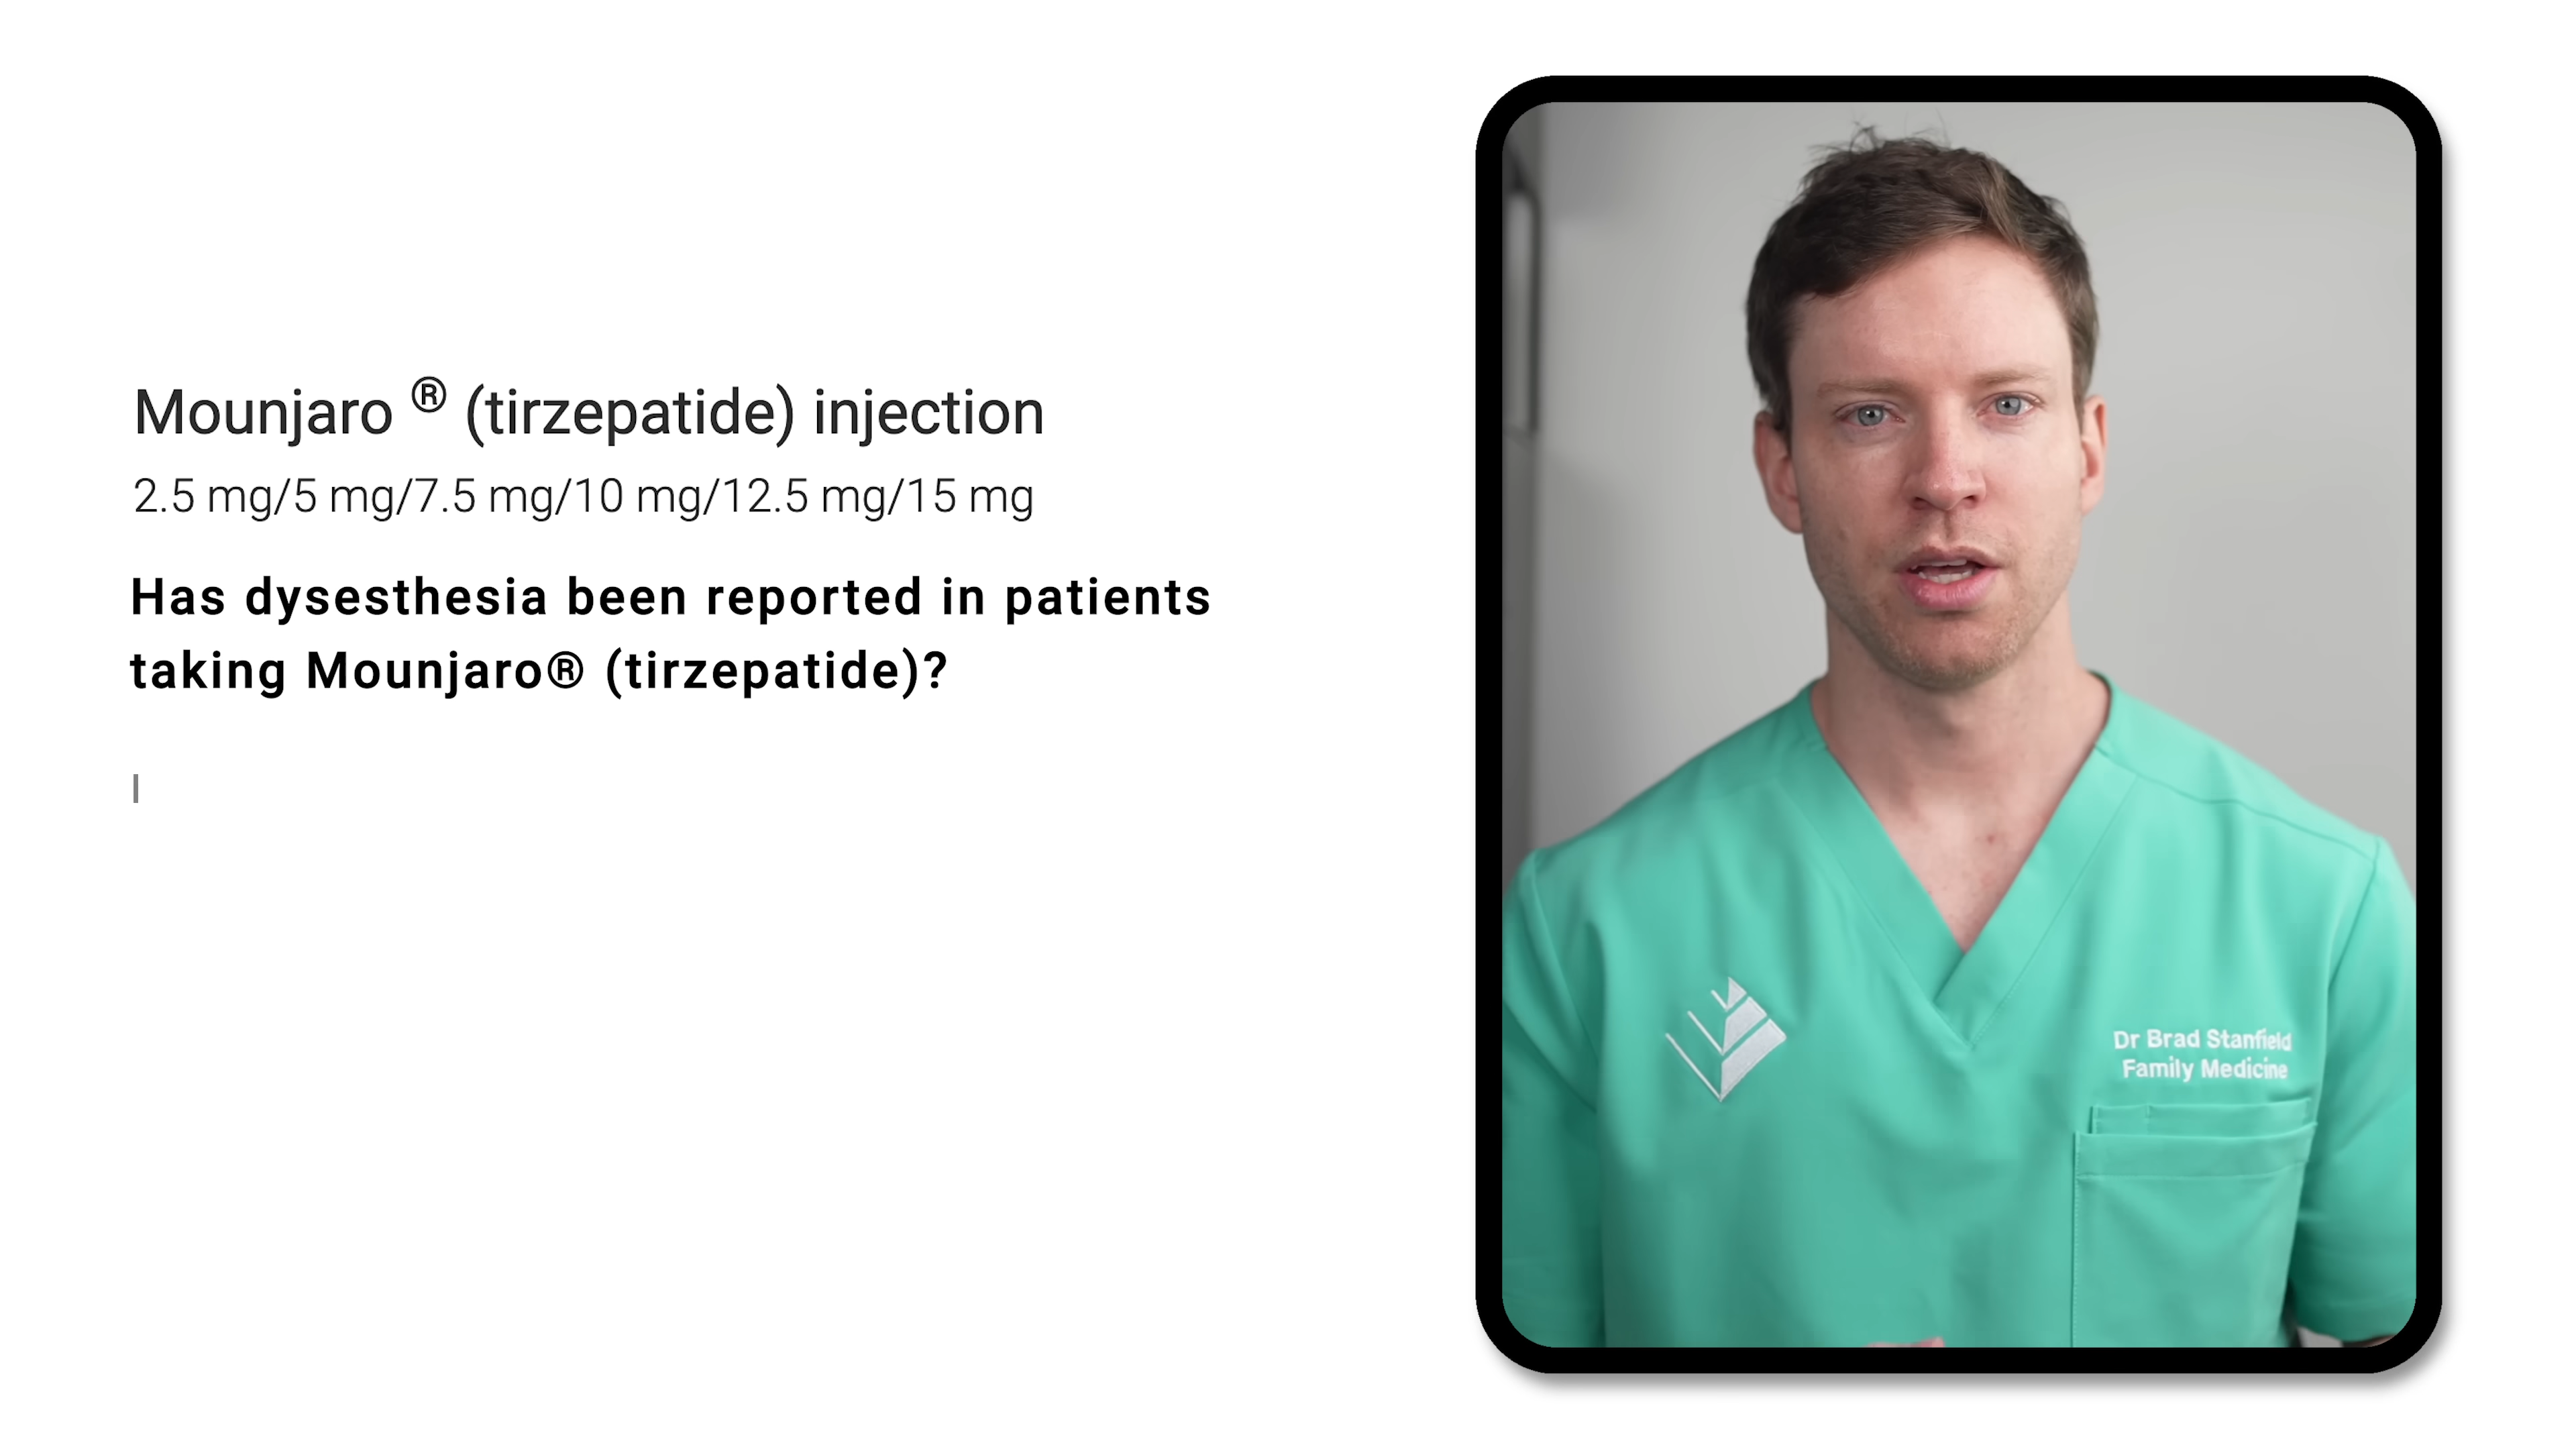 Mounjaro ® (tirzepatide) injection
2.5 mg/5 mg/7.5 mg/10 mg/12.5 mg/15 mg
Has dysesthesia been reported in patients
taking Mounjaro® (tirzepatide)?
Dr Brad Stanfield
Family Medicine